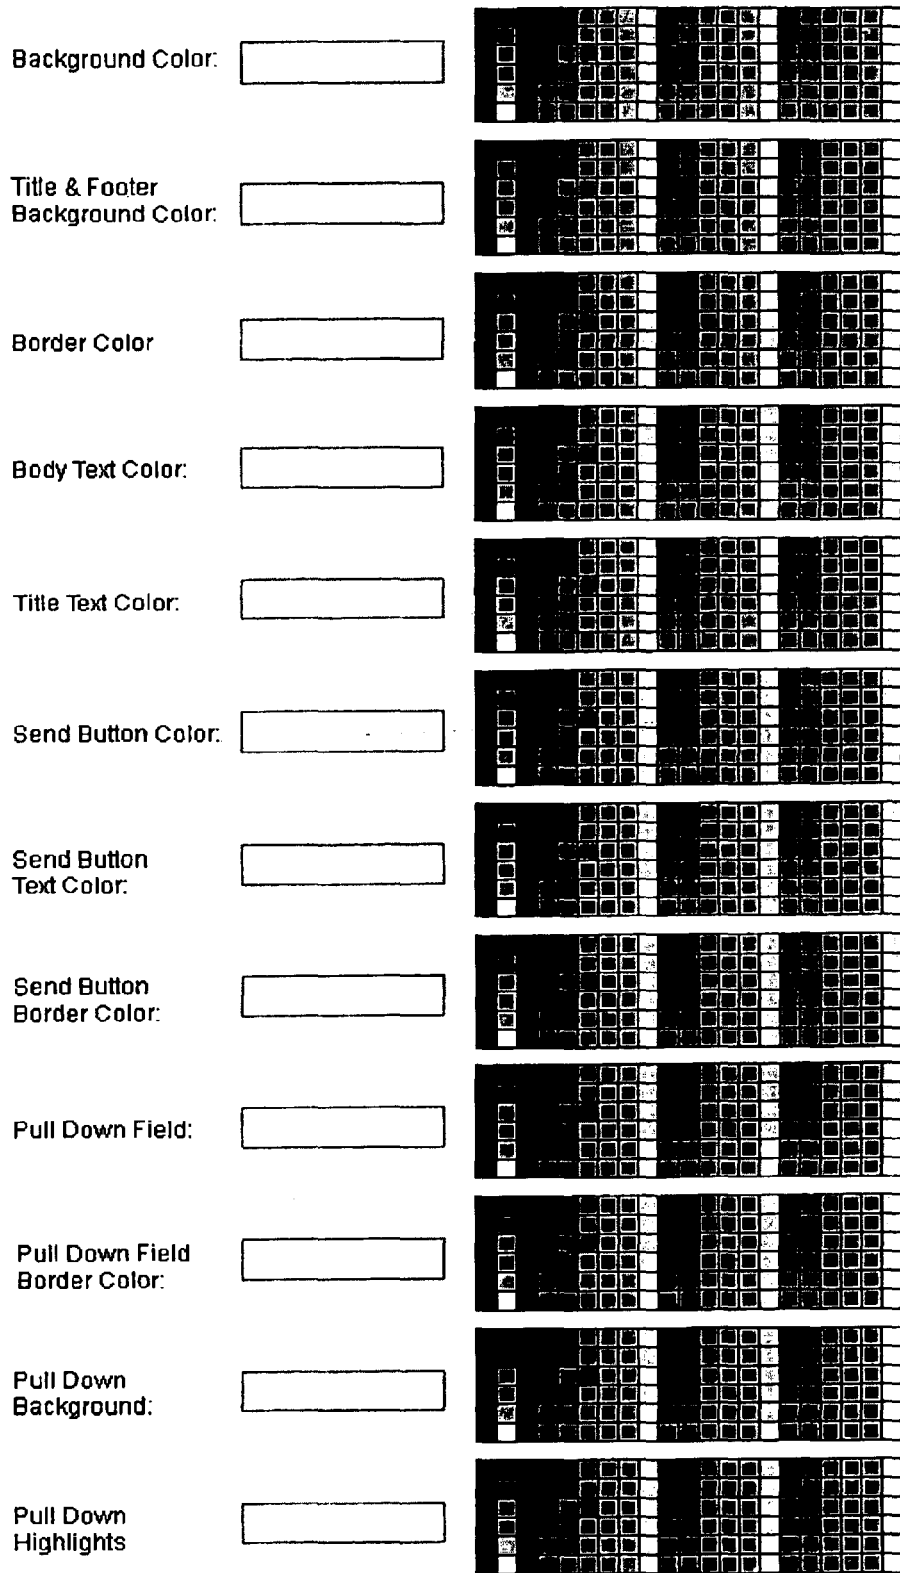 Background Color:
Title & Footer
Background Color:
Border Color
Body Text Color:
Title Text Color:
Send Button Color:
Send Button
Text Color:
Send Button
Border Color:
Pull Down Field:
Pull Down Field
Border Color:
Pull Down
Background:
Pull Down
Highlights